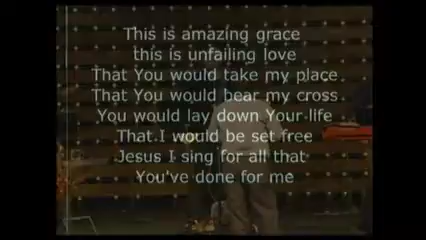 This is amazing grace
this is unfailing love
That You would take my place
That You would bear my cross
You would lay down Your life
That I would be set free
Jesus I sing for all that
You've done for me